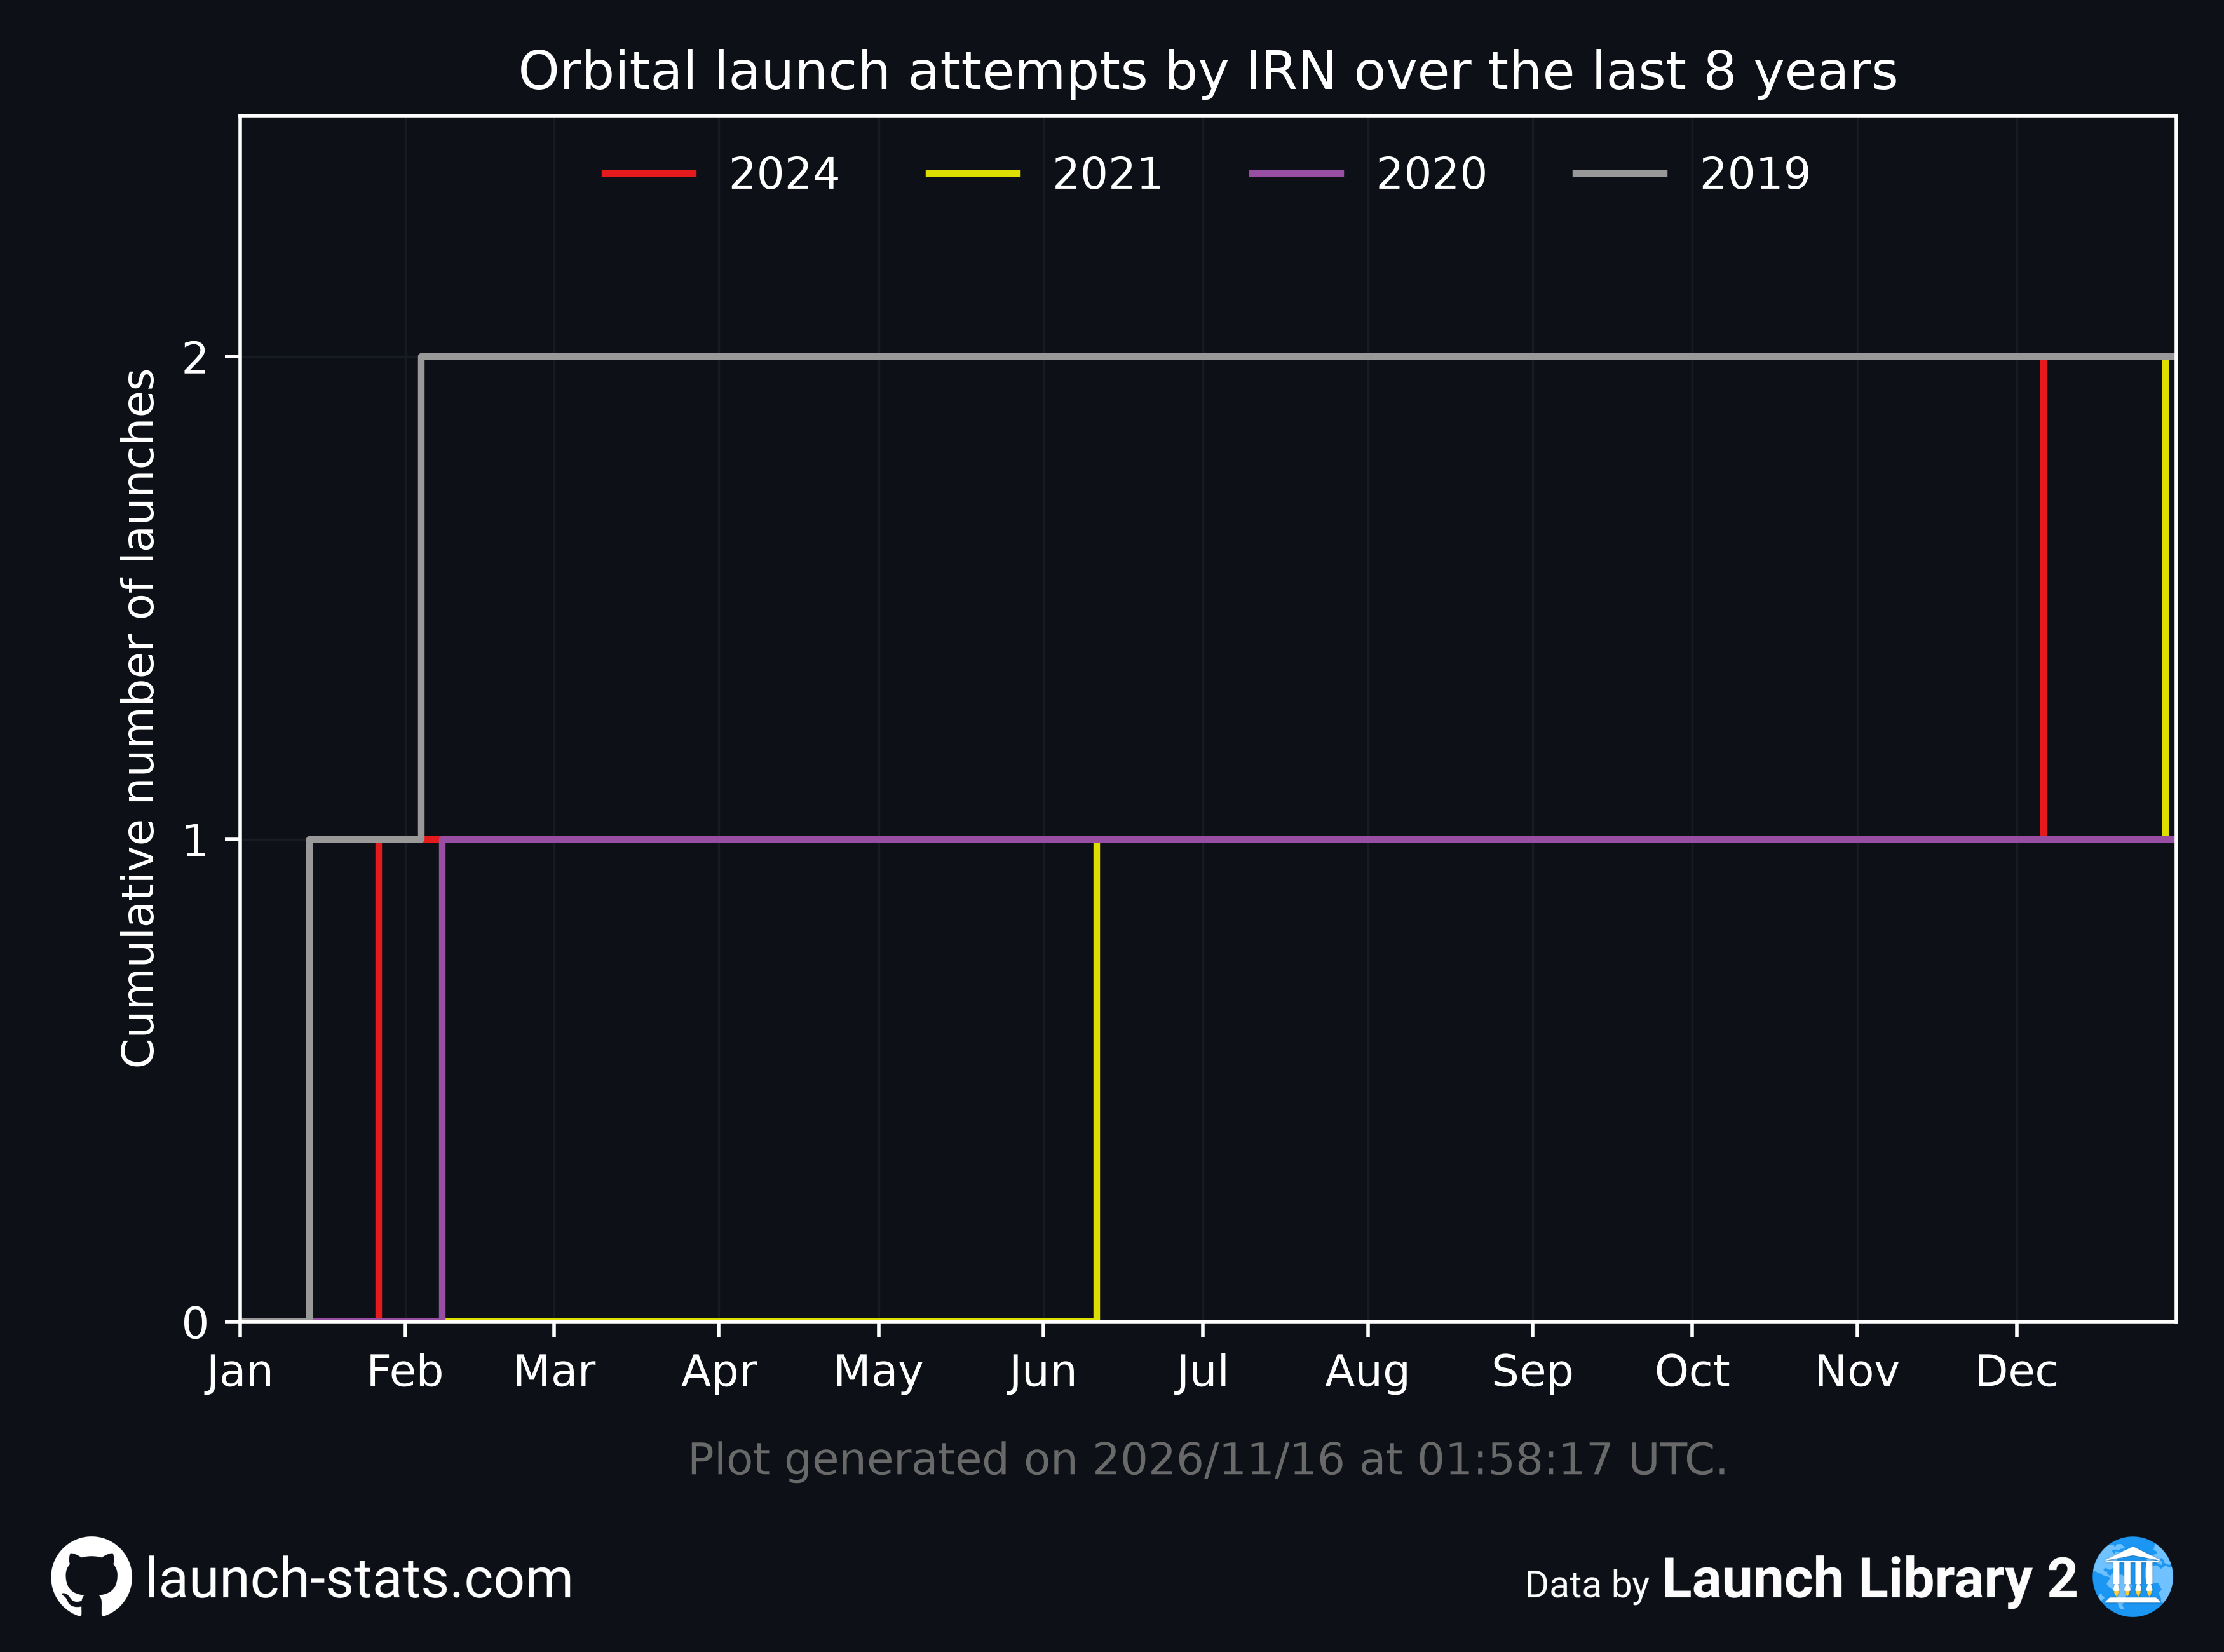 Orbital launch attempts by IRN over the last 8 years
2024 2021 2020 2019
Cumulative number of launches
2
1
0
Jan Feb Mar Apr May Jun Jul Aug Sep Oct Nov Dec
Plot generated on 2026/11/16 at 01:58:17 UTC.
launch-stats.com
Data by Launch Library 2